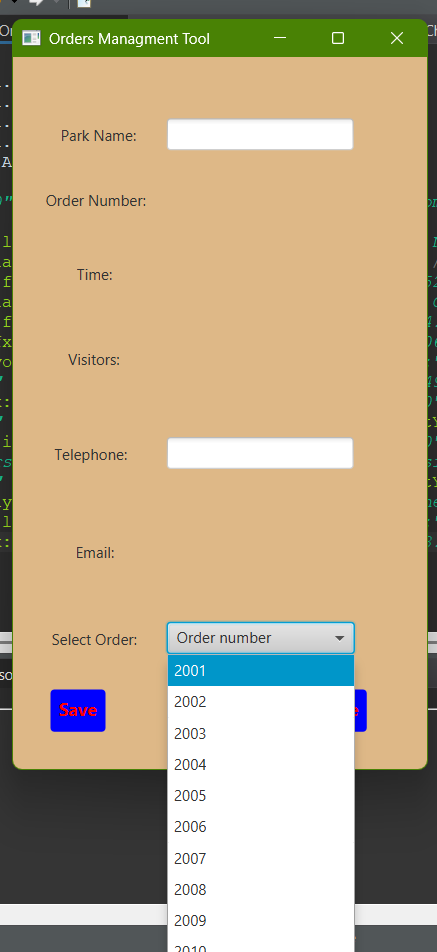 Orders Managment Tool
Park Name:
Order Number:
Time:
Visitors:
Telephone:
Email:
Select Order:
Order number
2001
2002
2003
2004
2005
2006
2007
2008
2009
2010
Save